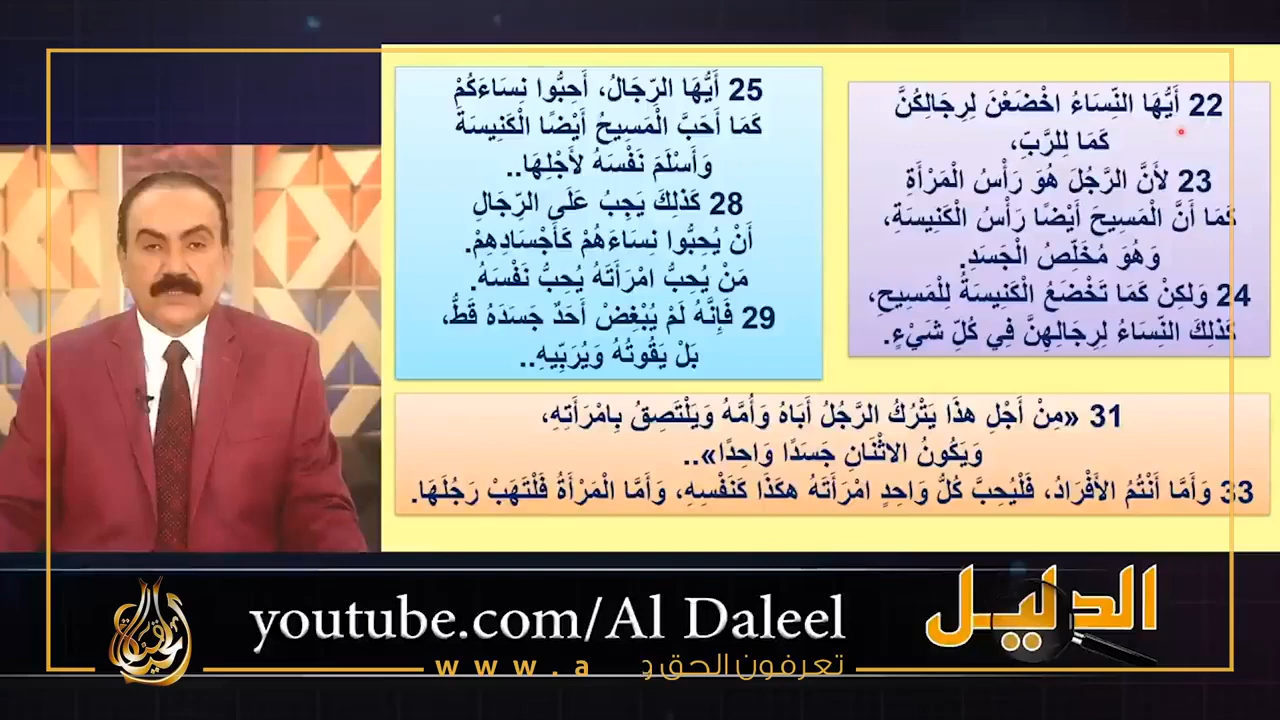 22 أَيُّهَا النِّسَاءُ اخْضَعْنَ لِرِجَالِكُنَّ
كَمَا لِلرَّبِّ،
23 لأَنَّ الرَّجُلَ هُوَ رَأْسُ الْمَرْأَةِ
كَمَا أَنَّ الْمَسِيحَ أَيْضًا رَأْسُ الْكَنِيسَةِ،
وَهُوَ مُخَلِّصُ الْجَسَدِ.
24 وَلكِنْ كَمَا تَخْضَعُ الْكَنِيسَةُ لِلْمَسِيحِ،
كَذلِكَ النِّسَاءُ لِرِجَالِهِنَّ فِي كُلِّ شَيْءٍ.
25 أَيُّهَا الرِّجَالُ، أَحِبُّوا نِسَاءَكُمْ
كَمَا أَحَبَّ الْمَسِيحُ أَيْضًا الْكَنِيسَةَ
وَأَسْلَمَ نَفْسَهُ لأَجْلِهَا..
28 كَذلِكَ يَجِبُ عَلَى الرِّجَالِ
أَنْ يُحِبُّوا نِسَاءَهُمْ كَأَجْسَادِهِمْ.
مَنْ يُحِبُّ امْرَأَتَهُ يُحِبُّ نَفْسَهُ.
29 فَإِنَّهُ لَمْ يُبْغِضْ أَحَدٌ جَسَدَهُ قَطُّ،
بَلْ يَقُوتُهُ وَيُرَبِّيهِ..
31 «مِنْ أَجْلِ هذَا يَتْرُكُ الرَّجُلُ أَبَاهُ وَأُمَّهُ وَيَلْتَصِقُ بِامْرَأَتِهِ،
وَيَكُونُ الاثْنَانِ جَسَدًا وَاحِدًا»..
33 وَأَمَّا أَنْتُمُ الأَفْرَادُ، فَلْيُحِبَّ كُلُّ وَاحِدٍ امْرَأَتَهُ هكَذَا كَنَفْسِهِ، وَأَمَّا الْمَرْأَةُ فَلْتَهَبْ رَجُلَهَا.
الدليل
youtube.com/Al Daleel
تعرفون الحق و
www.a